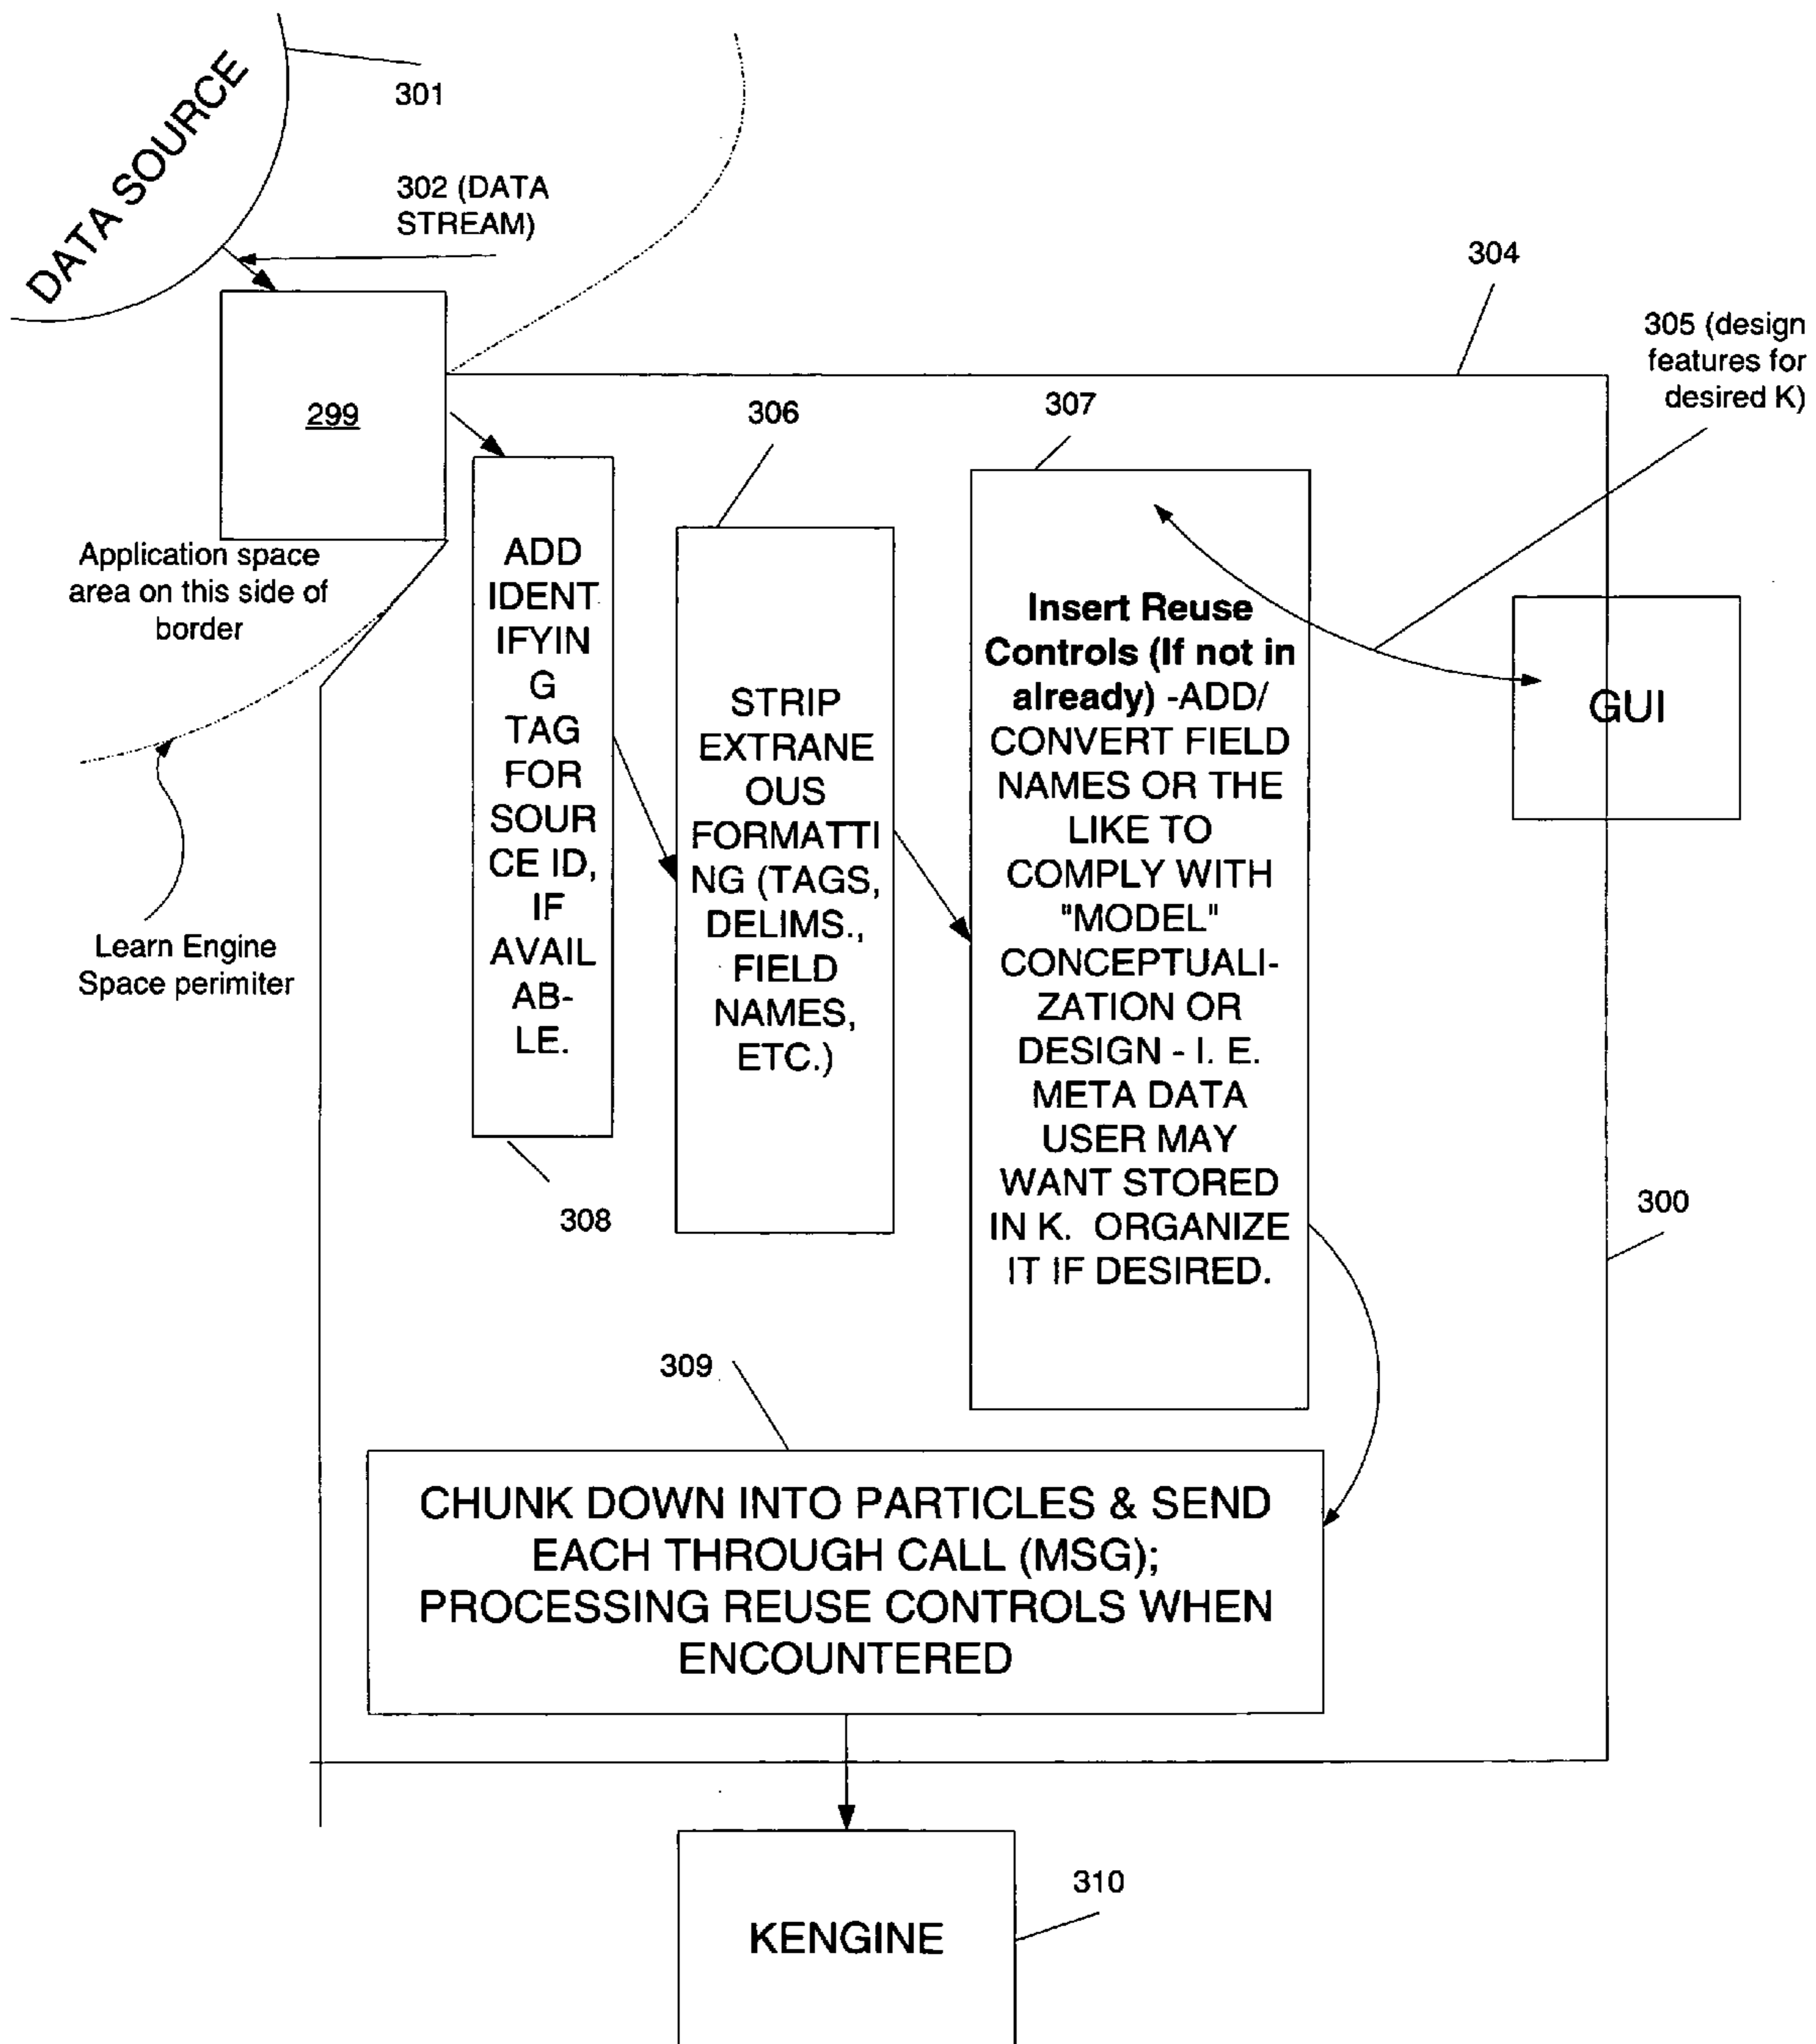 DATA SOURCE
301
302 (DATA
STREAM)
304
305 (design
features for
desired K)
299
306
307
Application space
area on this side of
border
ADD
IDENT
IFYIN
G
TAG
FOR
SOUR
CE ID,
IF
AVAIL
AB-
LE.
STRIP
EXTRANE
OUS
FORMATTI
NG (TAGS,
DELIMS.,
FIELD
NAMES,
ETC.)
Insert Reuse
Controls (If not in
already) -ADD/
CONVERT FIELD
NAMES OR THE
LIKE TO
COMPLY WITH
"MODEL"
CONCEPTUALI-
ZATION OR
DESIGN - I. E.
META DATA
USER MAY
WANT STORED
IN K. ORGANIZE
IT IF DESIRED.
GUI
Learn Engine
Space perimiter
308
300
309
CHUNK DOWN INTO PARTICLES & SEND
EACH THROUGH CALL (MSG);
PROCESSING REUSE CONTROLS WHEN
ENCOUNTERED
310
KENGINE